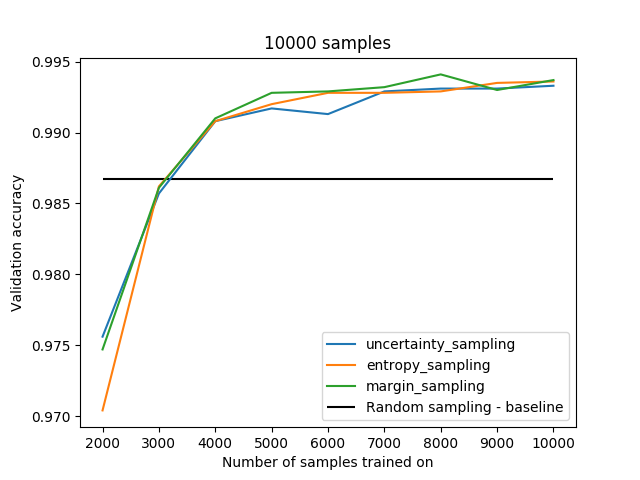 10000 samples
Validation accuracy
0.995
0.990
0.985
0.980
0.975
0.970
uncertainty_sampling
entropy_sampling
margin_sampling
Random sampling - baseline
2000 3000 4000 5000 6000 7000 8000 9000 10000
Number of samples trained on